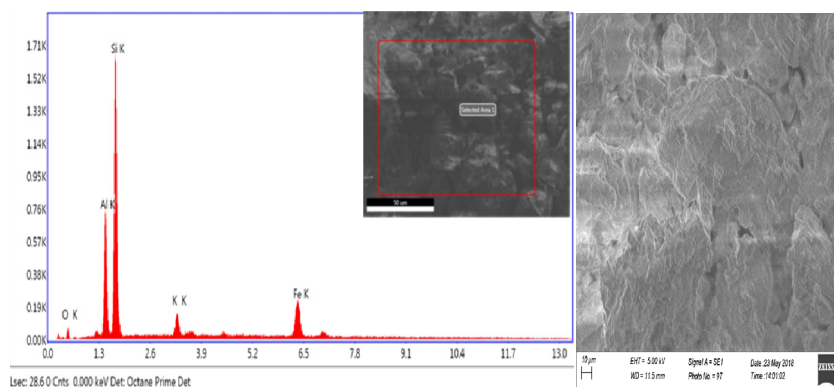 1.71K
1.52K
1.33K
1.14K
0.95K
0.76K
0.57K
0.38K
0.19K
0.00K
Si K
Al K
O K
K K
Fe K
0.0 1.3 2.6 3.9 5.2 6.5 7.8 9.1 10.4 11.7 13.0
Lsec: 28.6 0 Cnts 0.000 keV Det: Octane Prime Det
Selected Area 1
50 um
10 µm
EHT = 5.00 kV Signal A = SE1 Date :23 May 2018
WD = 11.5 mm Photo No. = 97 Time :14:01:03